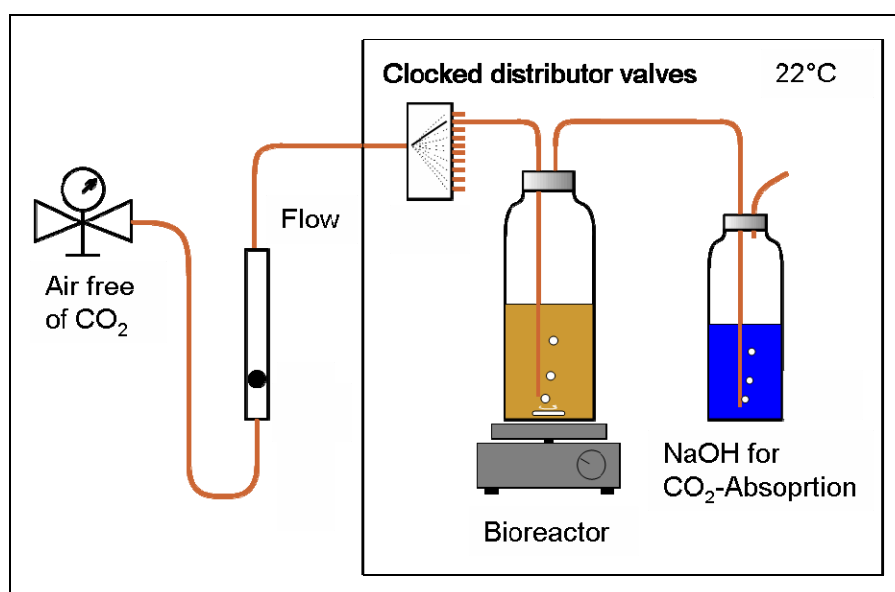 Clocked distributor valves
22°C
Flow
Air free
of CO₂
NaOH for
CO₂-Absoprtion
Bioreactor